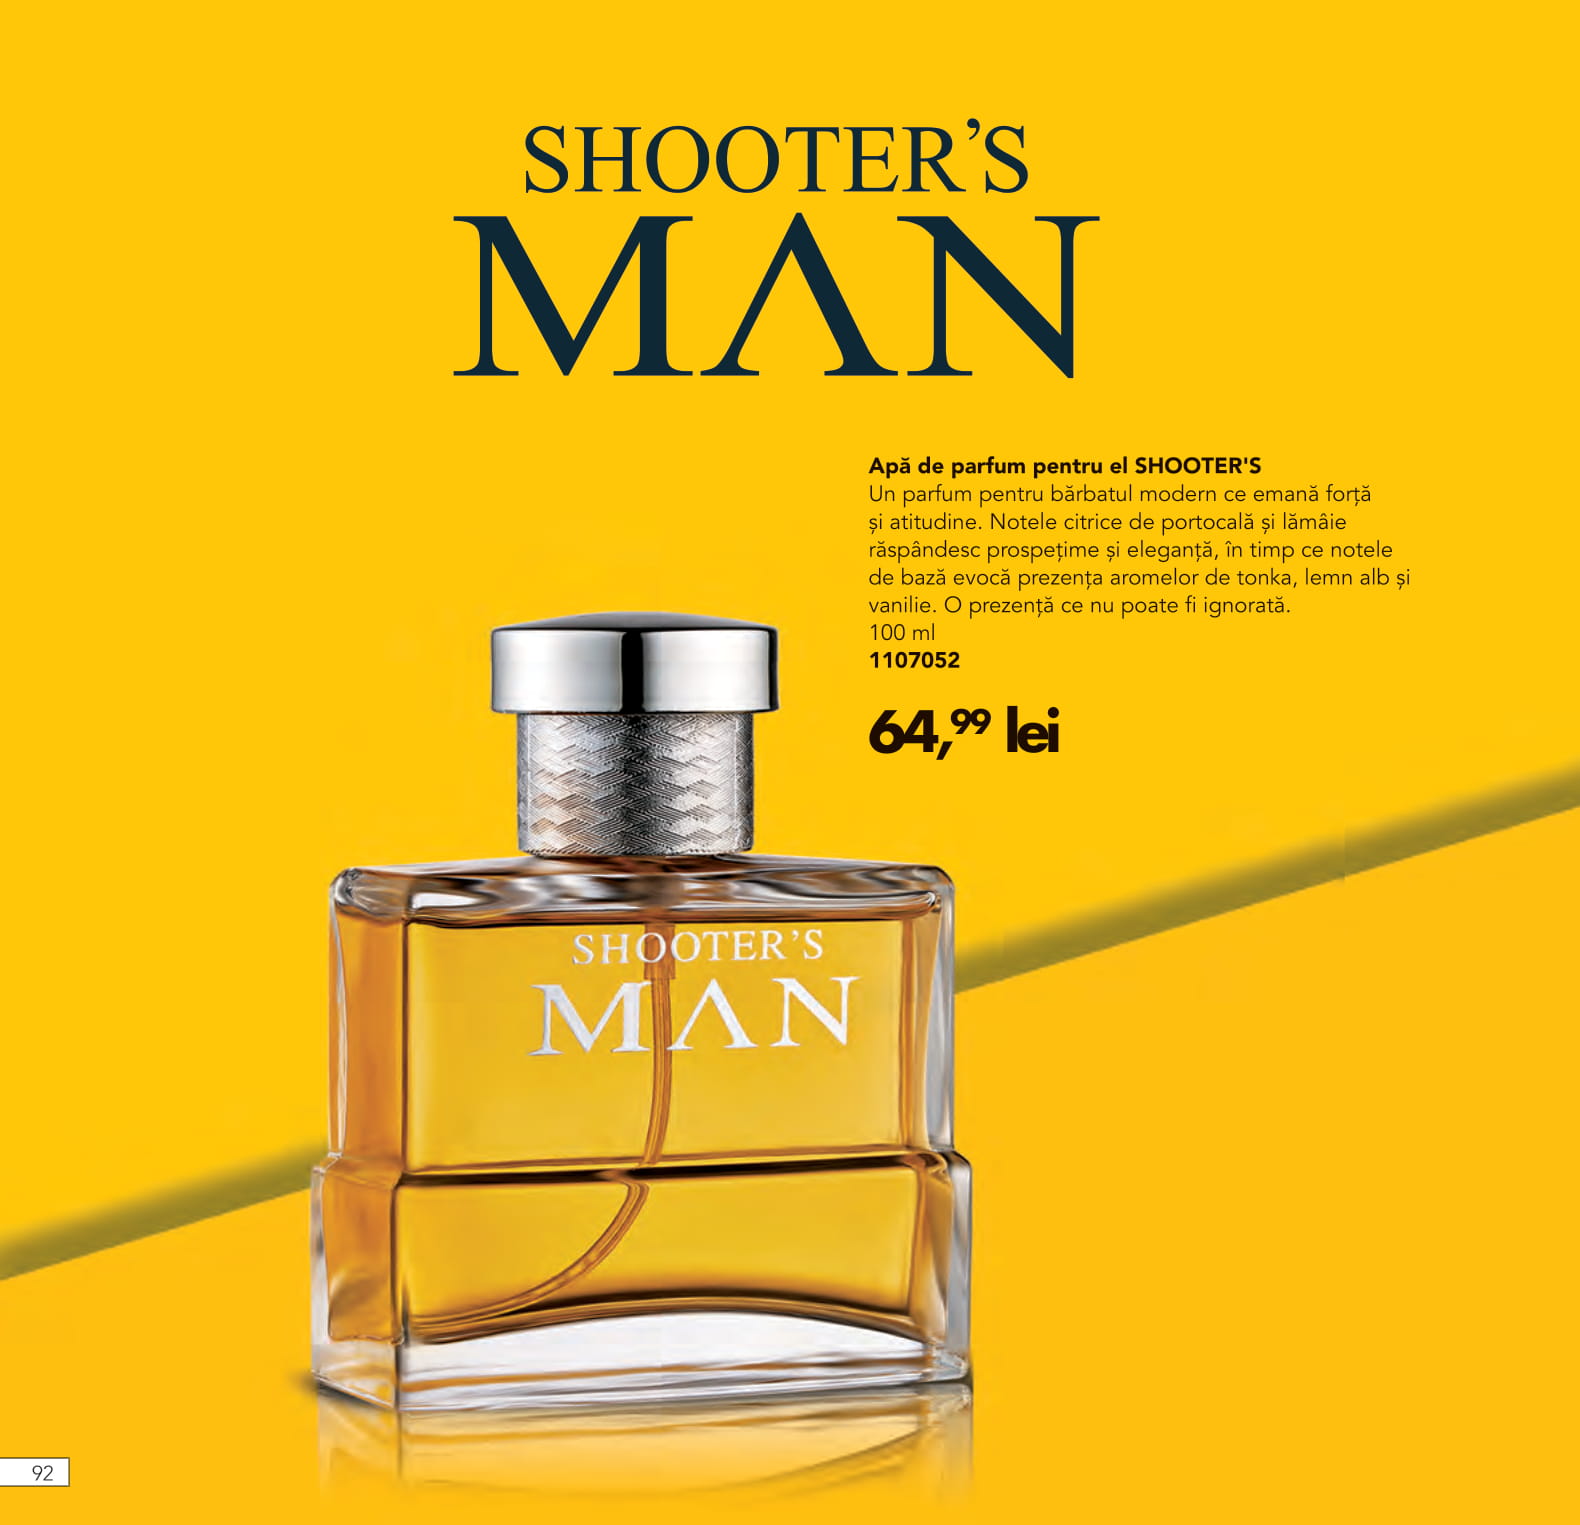 SHOOTER’S
MAN
Apă de parfum pentru el SHOOTER'S
Un parfum pentru bărbatul modern ce emană forță
și atitudine. Notele citrice de portocală și lămâie
răspândesc prospețime și eleganță, în timp ce notele
de bază evocă prezența aromelor de tonka, lemn alb și
vanilie. O prezență ce nu poate fi ignorată.
100 ml
1107052
64,99 lei
SHOOTER’S
MAN
92